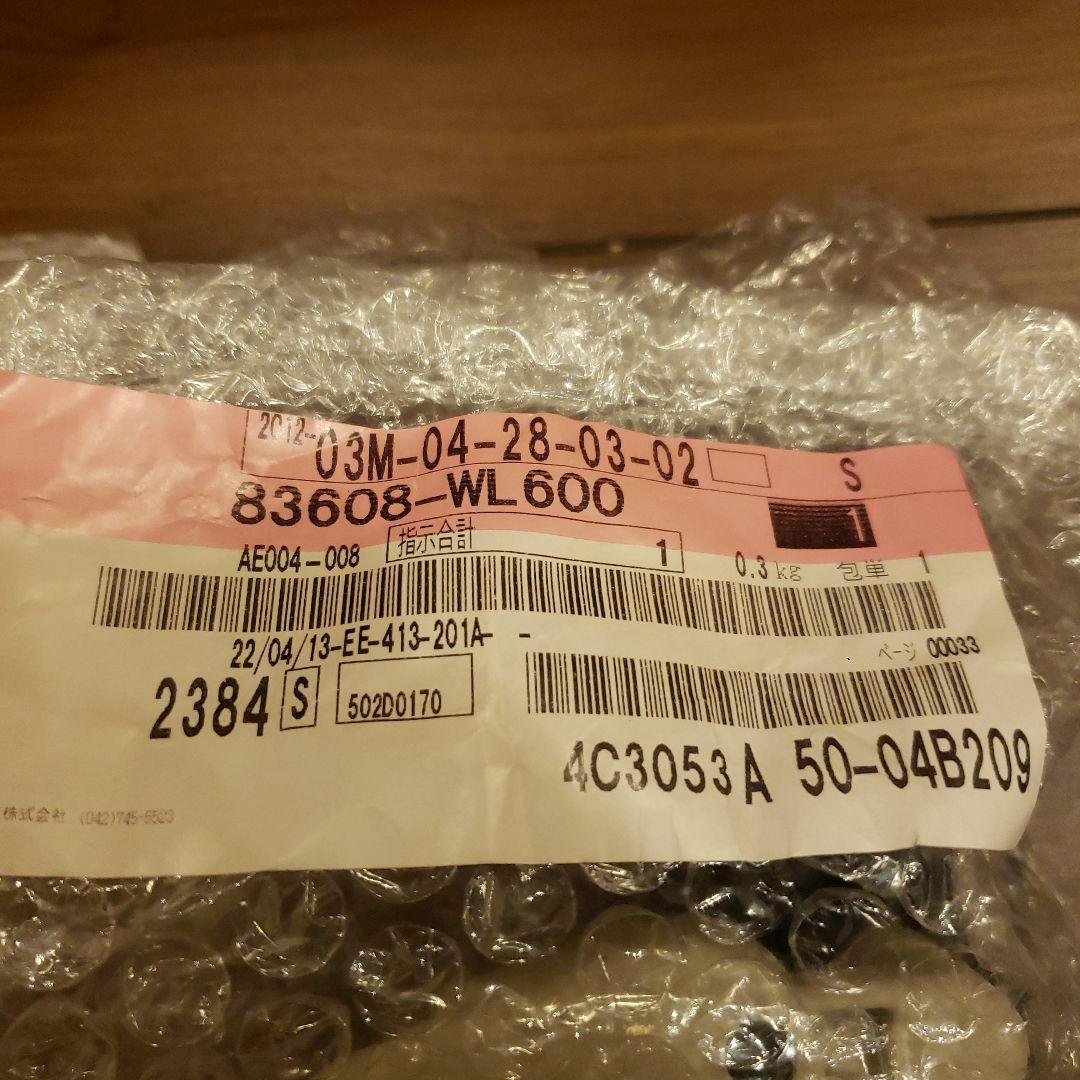 2012-03M-04-28-03-02 S
83608-WL600 1
AE004-008 指示合計 1 0.3kg 包単 1
22/04/13-EE-413-201A- -
ページ 00033
2384 S 502D0170
4C3053A 50-04B209
株式会社 (042)745-5523